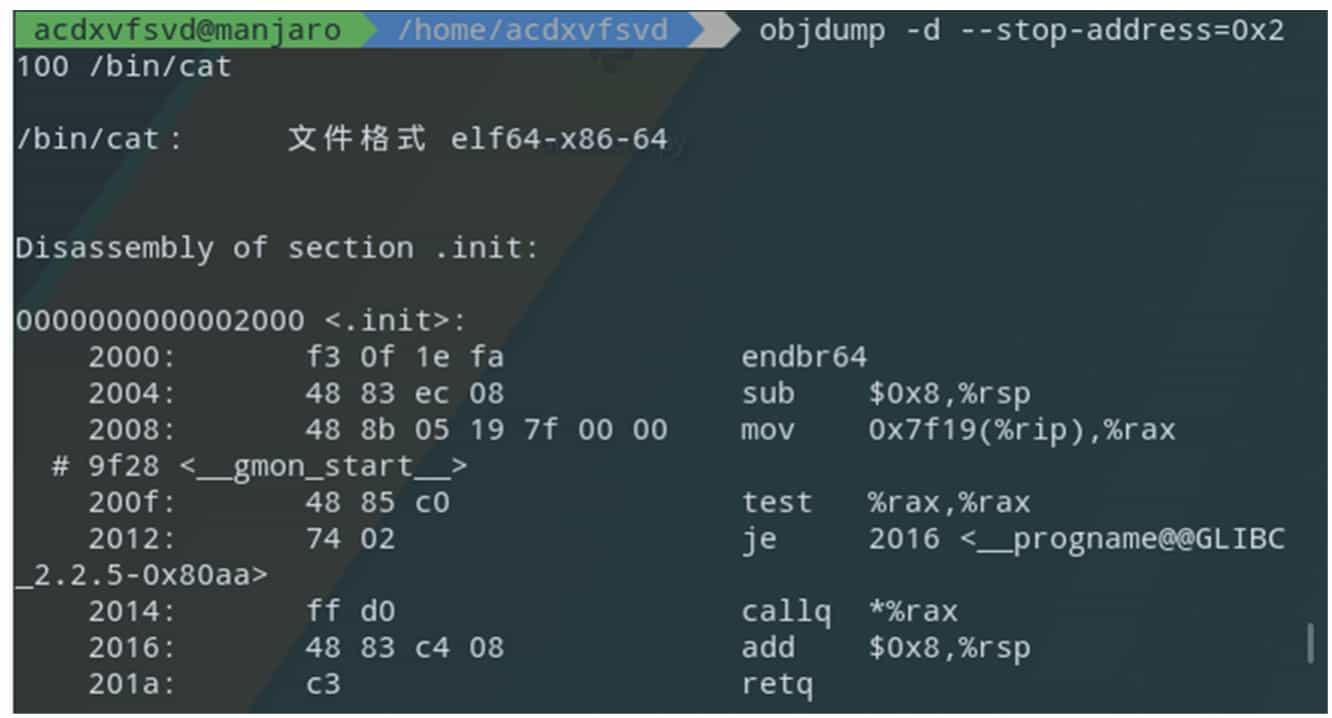 acdxvfsvd@manjaro /home/acdxvfsvd objdump -d --stop-address=0x2
100 /bin/cat
/bin/cat:     文件格式 elf64-x86-64
Disassembly of section .init:
0000000000002000 <.init>:
    2000:       f3 0f 1e fa             endbr64
    2004:       48 83 ec 08             sub    $0x8,%rsp
    2008:       48 8b 05 19 7f 00 00    mov    0x7f19(%rip),%rax
  # 9f28 <__gmon_start__>
    200f:       48 85 c0                test   %rax,%rax
    2012:       74 02                   je     2016 <__progname@@GLIBC
_2.2.5-0x80aa>
    2014:       ff d0                   callq  *%rax
    2016:       48 83 c4 08             add    $0x8,%rsp
    201a:       c3                      retq